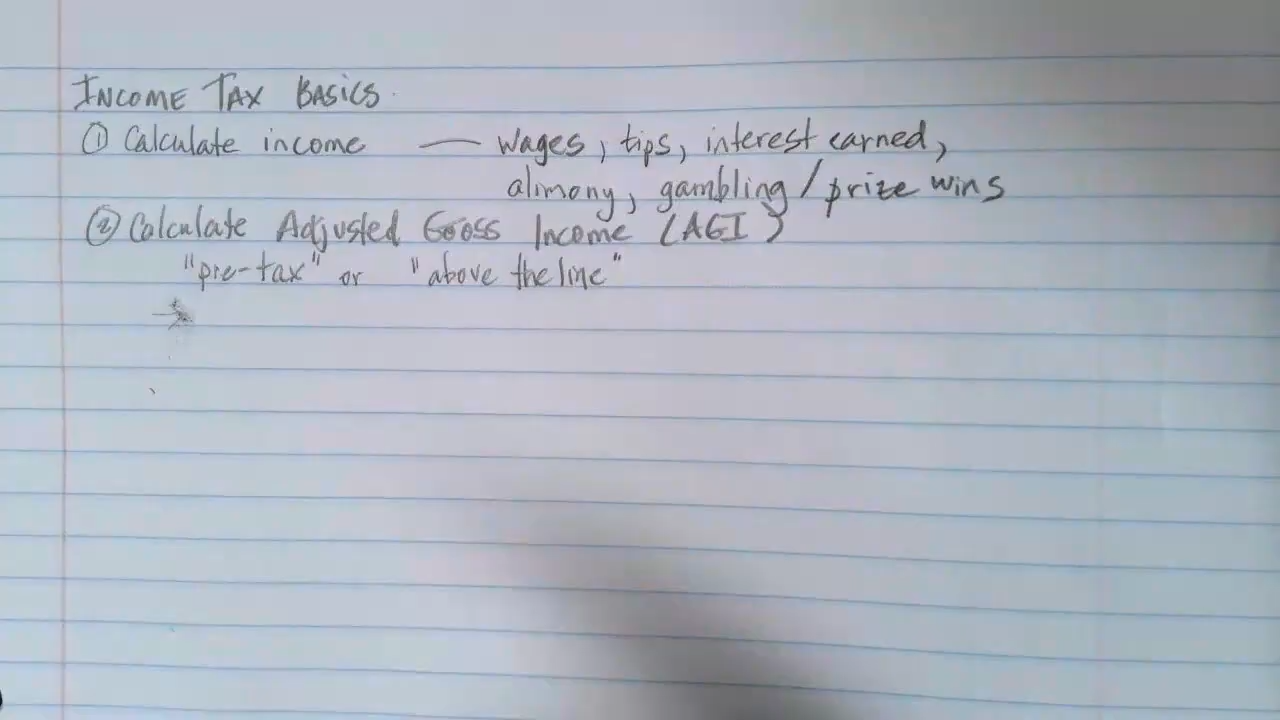 INCOME TAX BASICS.
① Calculate income — wages, tips, interest earned,
alimony, gambling/prize wins
② Calculate Adjusted Gross Income (AGI)
"pre-tax" or "above the line"
→